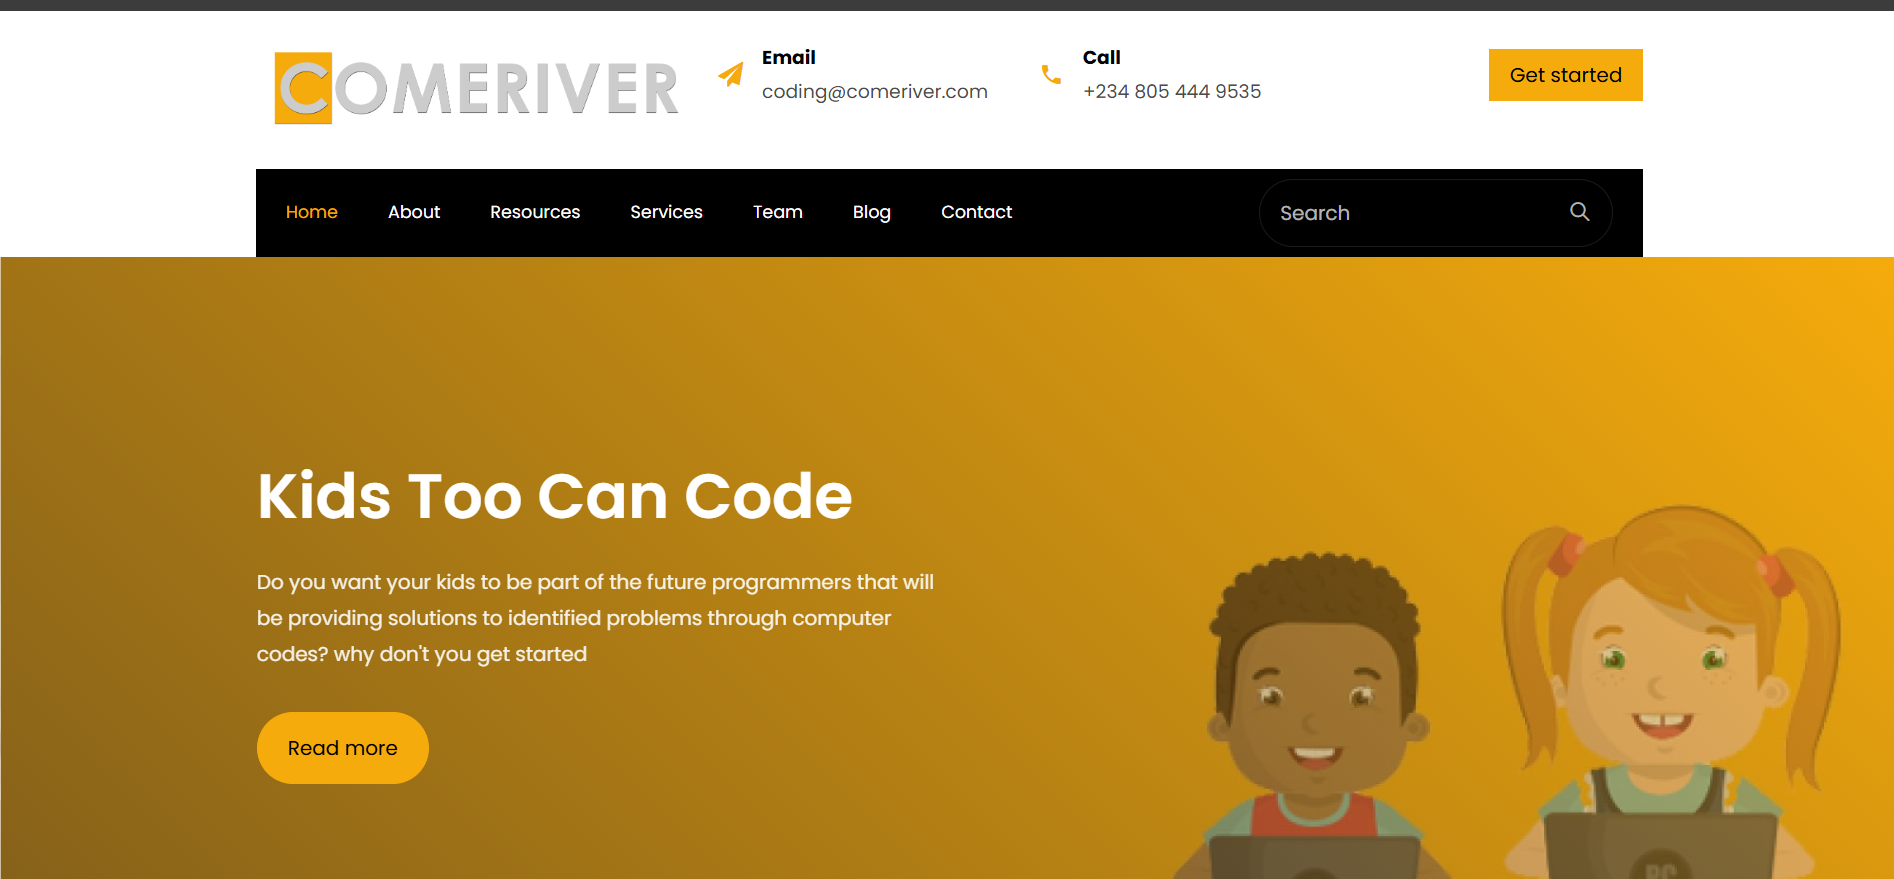 COMERIVER
Email
coding@comeriver.com
Call
+234 805 444 9535
Get started
Home
About
Resources
Services
Team
Blog
Contact
Search
Kids Too Can Code
Do you want your kids to be part of the future programmers that will
be providing solutions to identified problems through computer
codes? why don't you get started
Read more